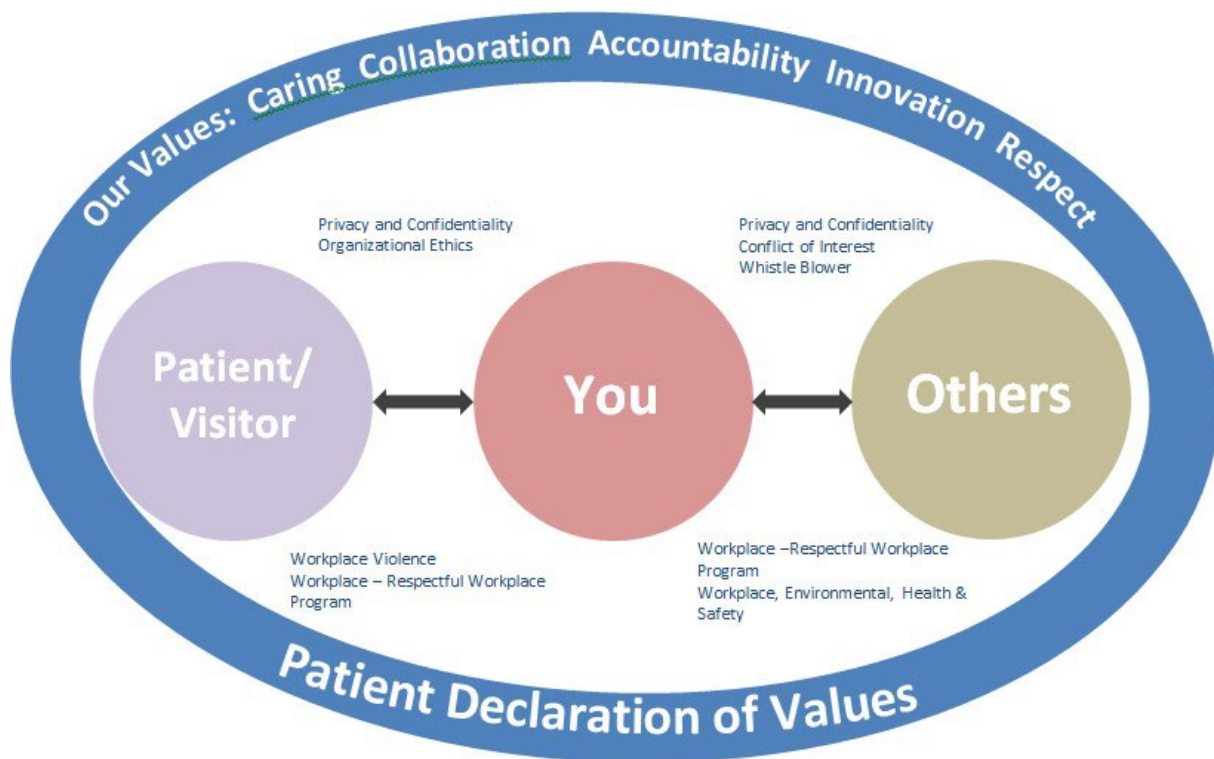 Our Values: Caring Collaboration Accountability Innovation Respect
Privacy and Confidentiality
Organizational Ethics
Privacy and Confidentiality
Conflict of Interest
Whistle Blower
Patient/
Visitor
You
Others
Workplace Violence
Workplace – Respectful Workplace
Program
Workplace –Respectful Workplace
Program
Workplace, Environmental, Health &
Safety
Patient Declaration of Values